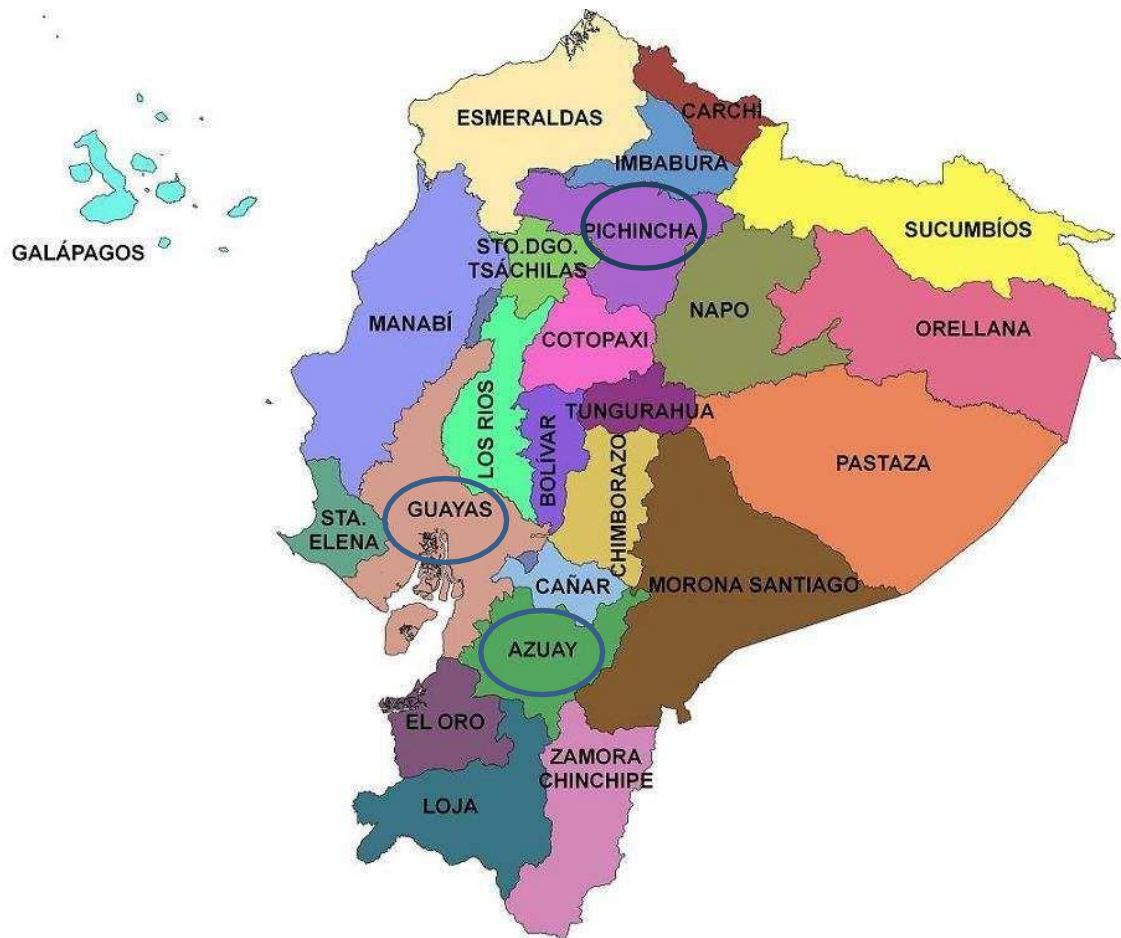 ESMERALDAS
CARCHÍ
IMBABURA
PICHINCHA
SUCUMBÍOS
GALÁPAGOS
STO.DGO.
TSÁCHILAS
MANABÍ
NAPO
ORELLANA
COTOPAXI
LOS RIOS
BOLÍVAR
TUNGURAHUA
CHIMBORAZO
PASTAZA
GUAYAS
STA.
ELENA
CAÑAR
MORONA SANTIAGO
AZUAY
EL ORO
ZAMORA
CHINCHIPE
LOJA